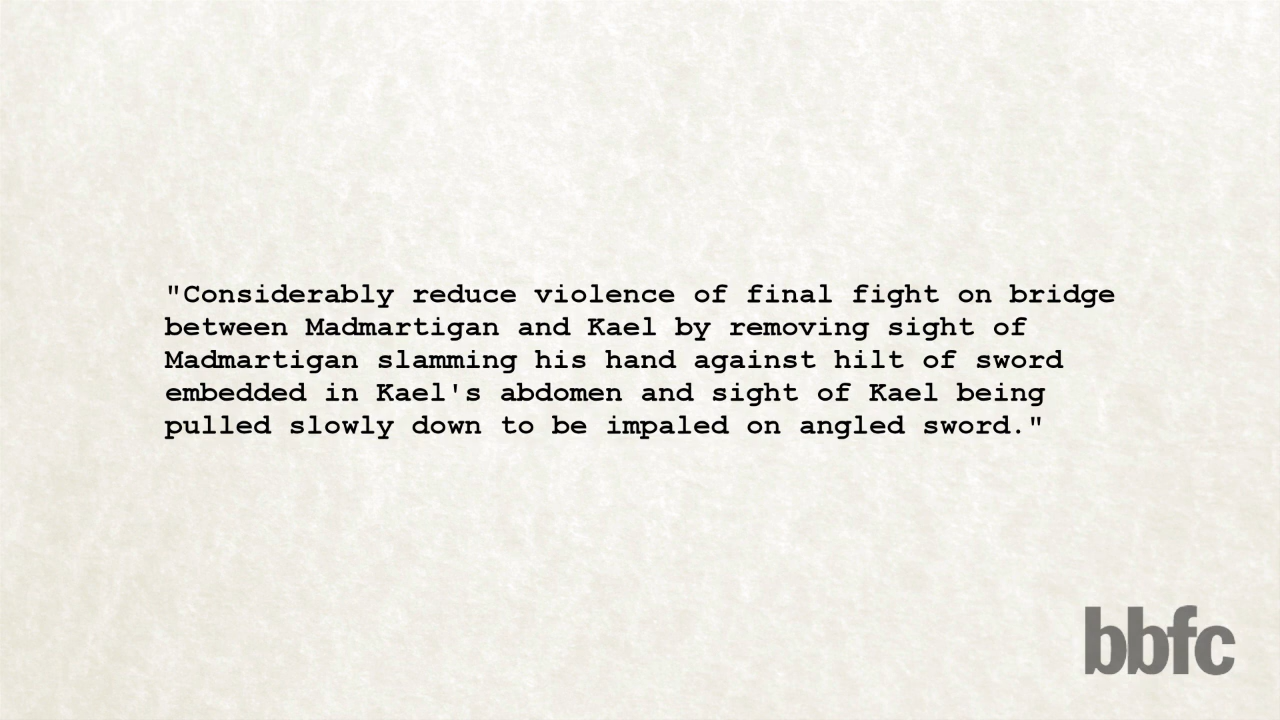 "Considerably reduce violence of final fight on bridge
between Madmartigan and Kael by removing sight of
Madmartigan slamming his hand against hilt of sword
embedded in Kael's abdomen and sight of Kael being
pulled slowly down to be impaled on angled sword."
bbfc